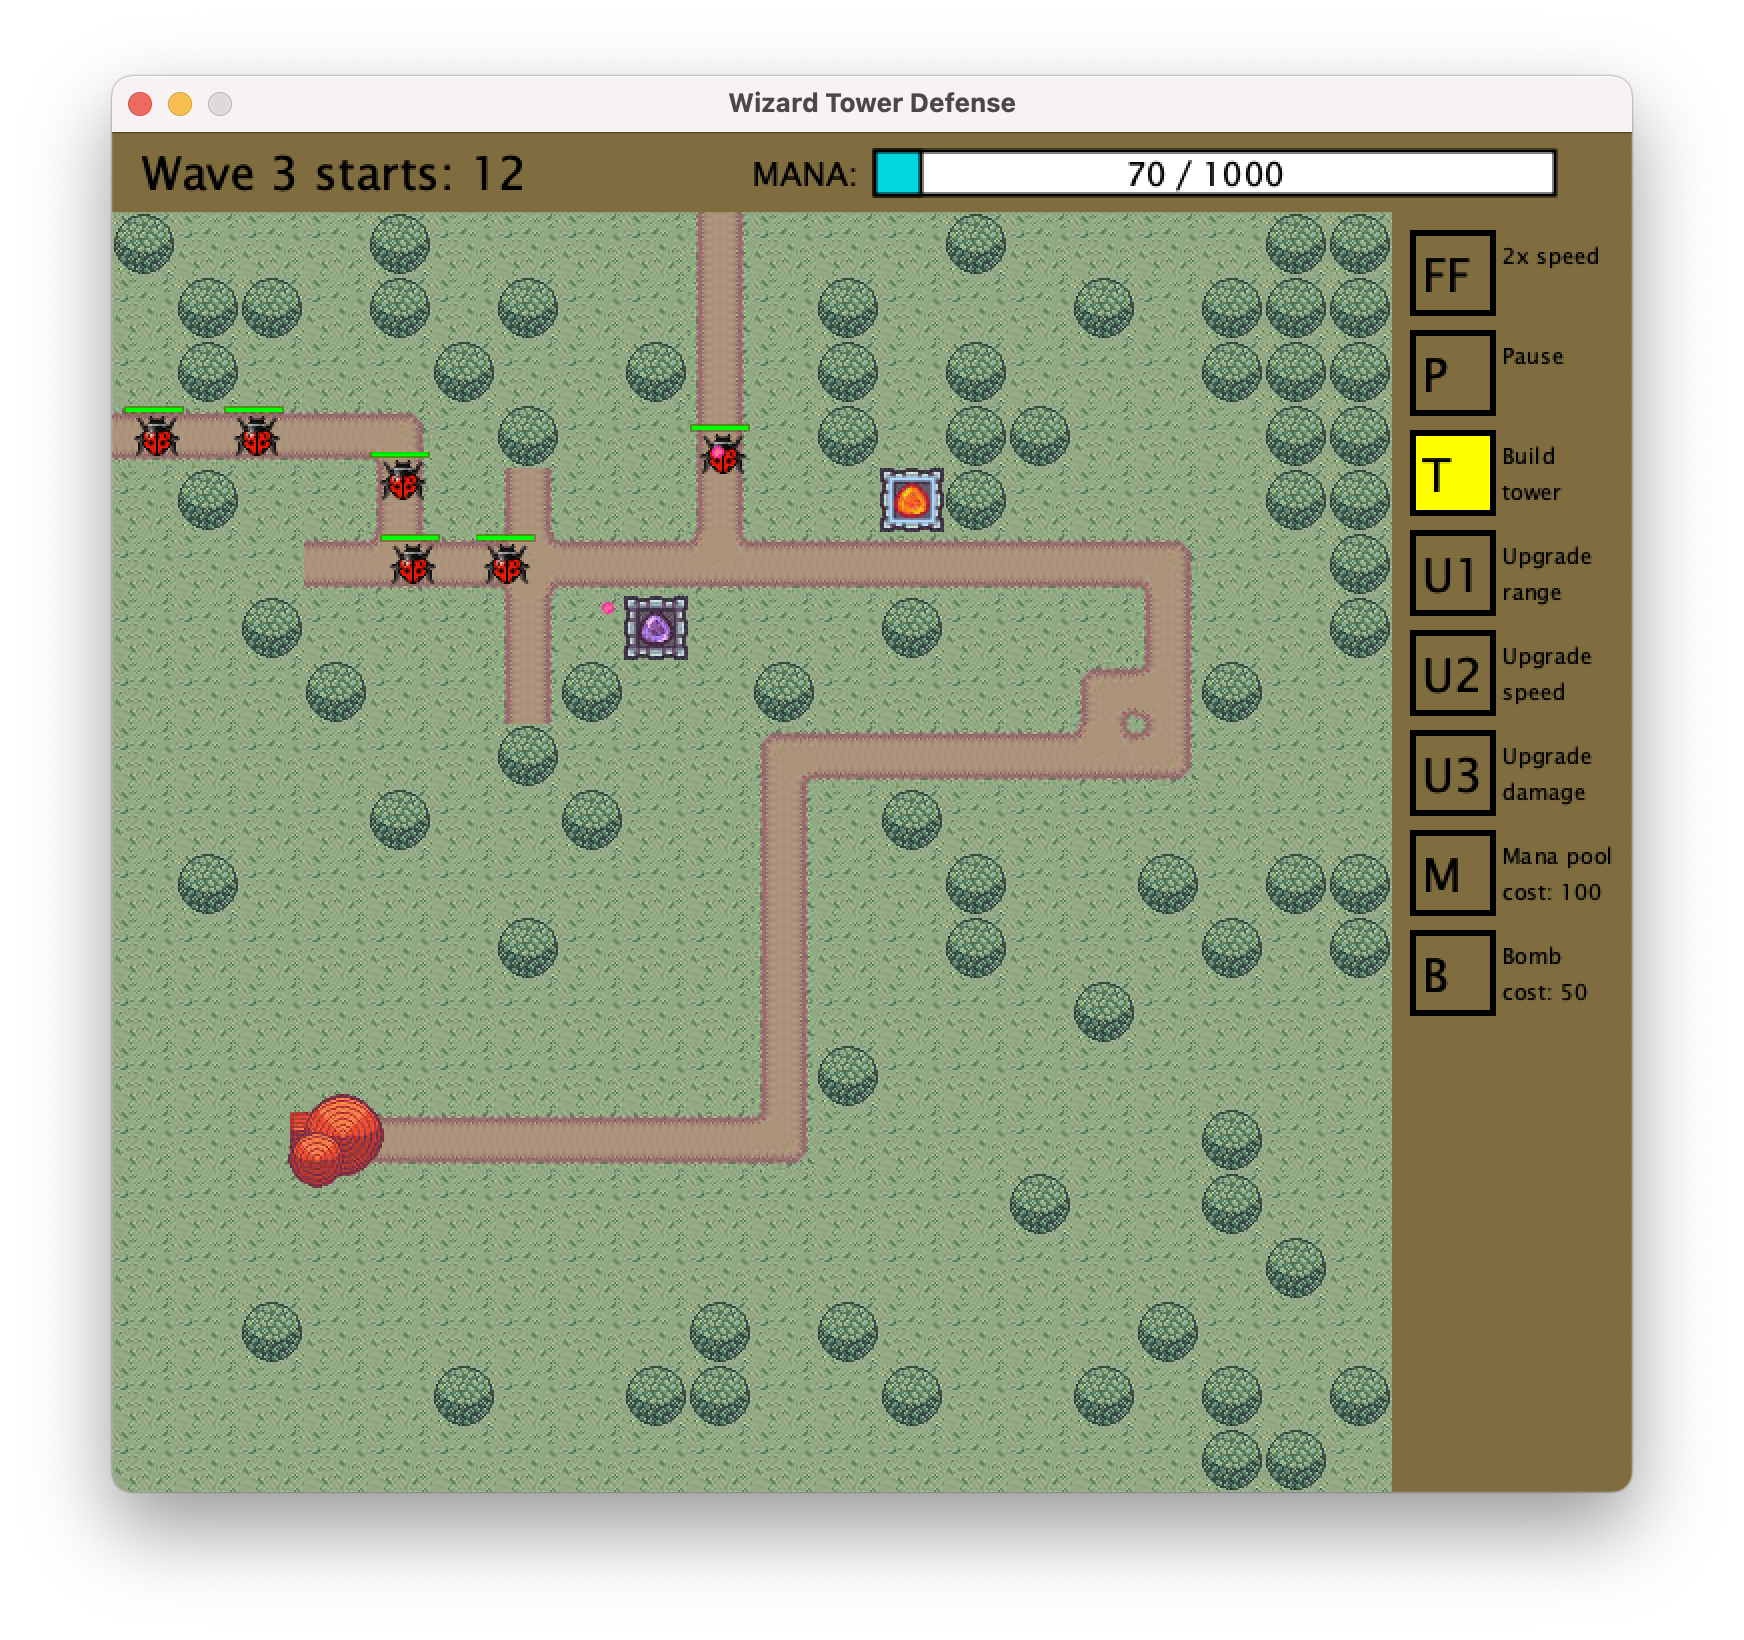 Wizard Tower Defense
Wave 3 starts: 12
MANA:
70 / 1000
FF
2x speed
P
Pause
T
Build
tower
U1
Upgrade
range
U2
Upgrade
speed
U3
Upgrade
damage
M
Mana pool
cost: 100
B
Bomb
cost: 50